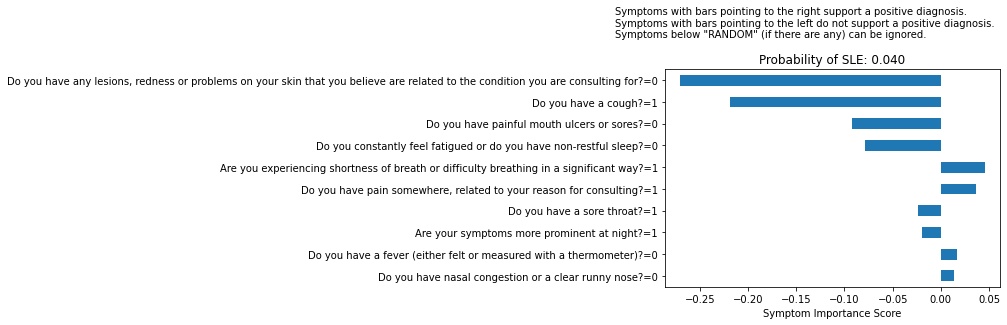 Symptoms with bars pointing to the right support a positive diagnosis.
Symptoms with bars pointing to the left do not support a positive diagnosis.
Symptoms below "RANDOM" (if there are any) can be ignored.
Probability of SLE: 0.040
Do you have any lesions, redness or problems on your skin that you believe are related to the condition you are consulting for?=0
Do you have a cough?=1
Do you have painful mouth ulcers or sores?=0
Do you constantly feel fatigued or do you have non-restful sleep?=0
Are you experiencing shortness of breath or difficulty breathing in a significant way?=1
Do you have pain somewhere, related to your reason for consulting?=1
Do you have a sore throat?=1
Are your symptoms more prominent at night?=1
Do you have a fever (either felt or measured with a thermometer)?=0
Do you have nasal congestion or a clear runny nose?=0
−0.25 −0.20 −0.15 −0.10 −0.05 0.00 0.05
Symptom Importance Score